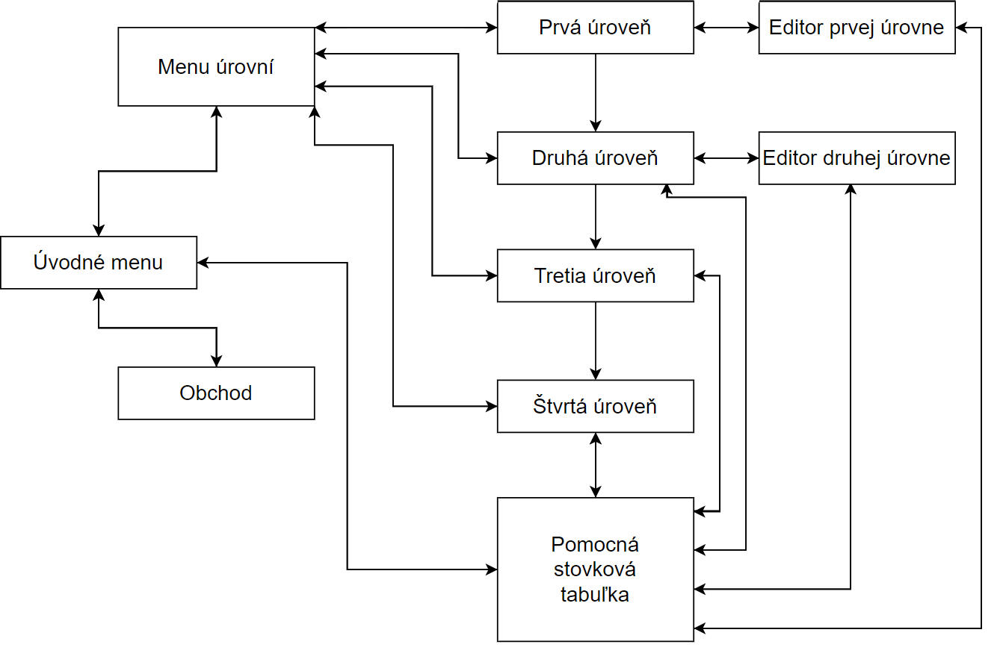 Prvá úroveň
Editor prvej úrovne
Menu úrovní
Druhá úroveň
Editor druhej úrovne
Úvodné menu
Tretia úroveň
Obchod
Štvrtá úroveň
Pomocná
stovková
tabuľka